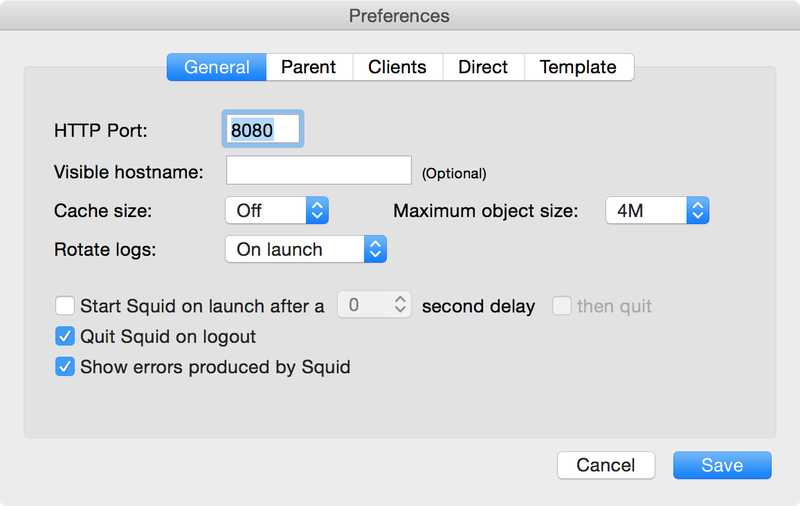 Preferences
General Parent Clients Direct Template
HTTP Port: 8080
Visible hostname: (Optional)
Cache size: Off Maximum object size: 4M
Rotate logs: On launch
Start Squid on launch after a 0 second delay then quit
Quit Squid on logout
Show errors produced by Squid
Cancel Save